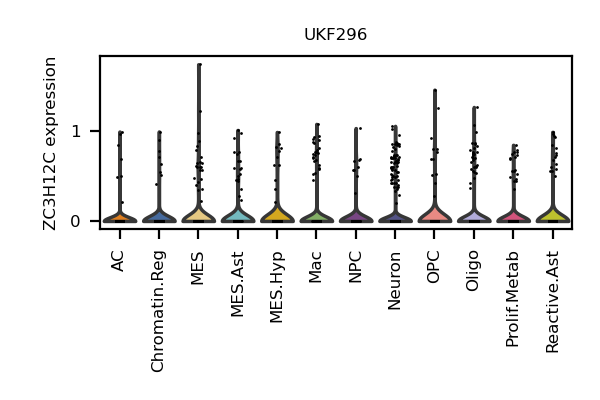 UKF296
ZC3H12C expression
1
0
AC
Chromatin.Reg
MES
MES.Ast
MES.Hyp
Mac
NPC
Neuron
OPC
Oligo
Prolif.Metab
Reactive.Ast